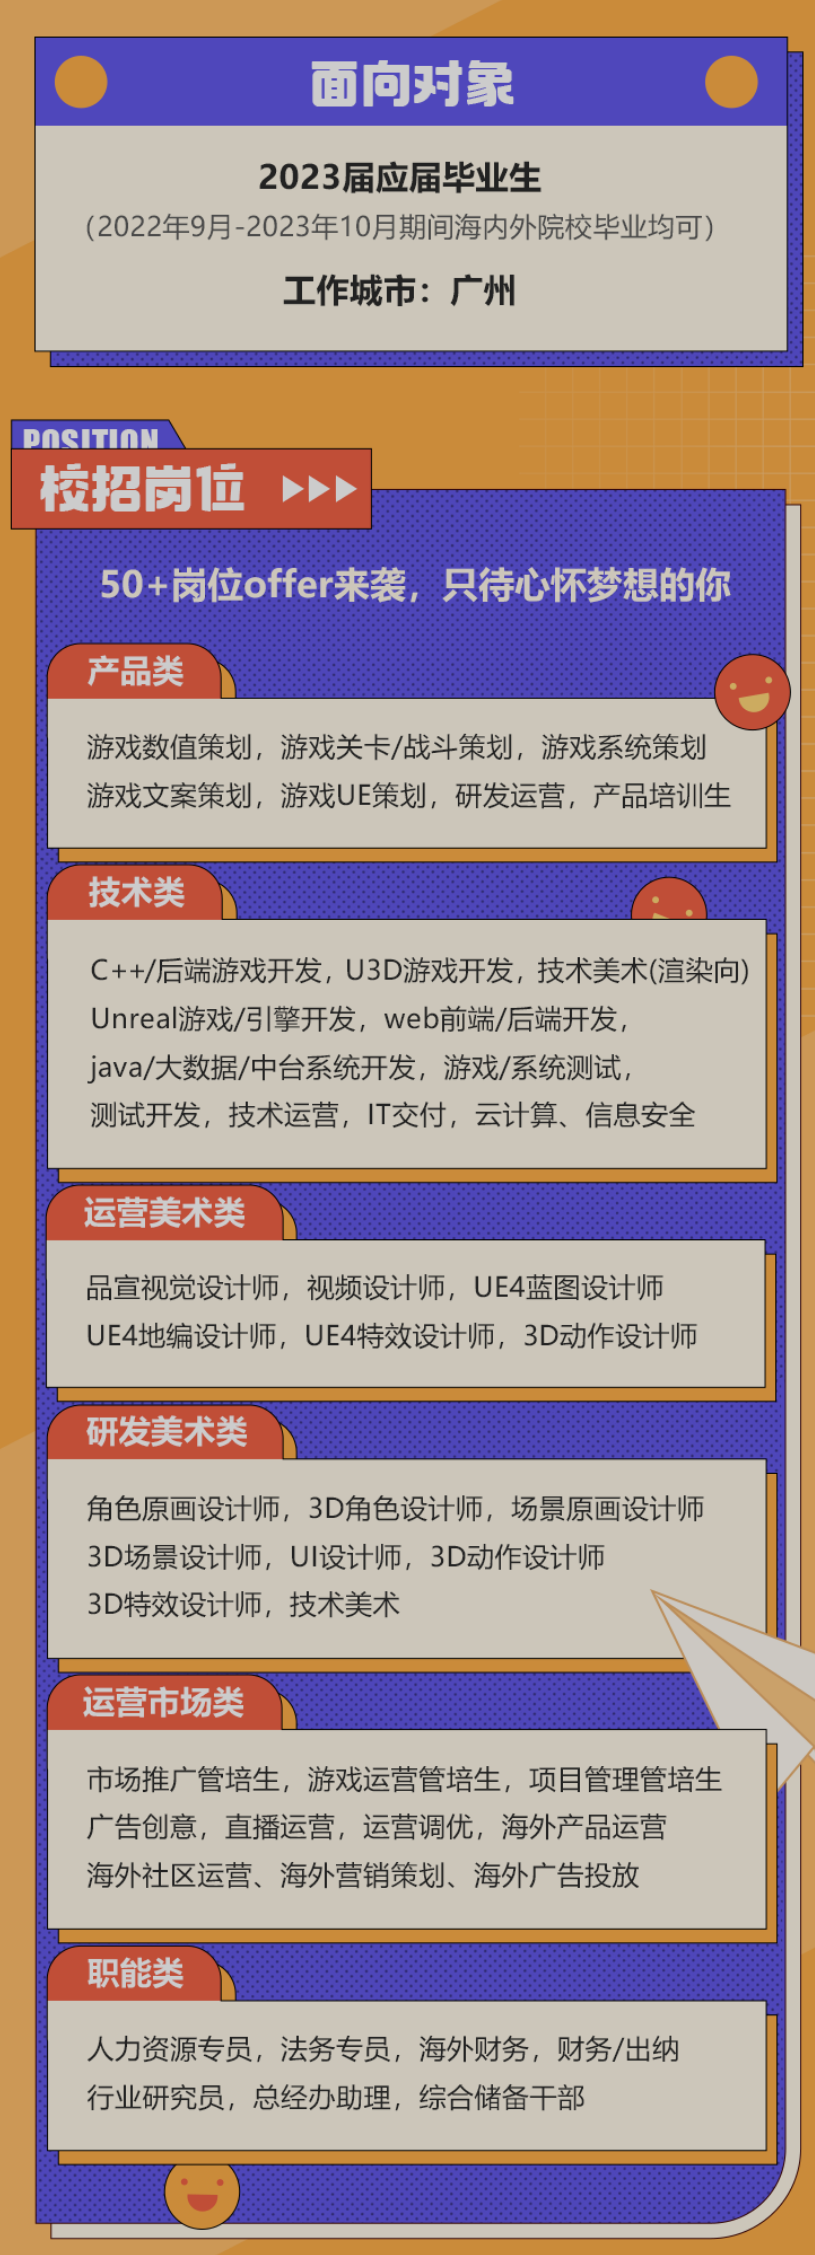 面向对象
2023届应届毕业生
（2022年9月-2023年10月期间海内外院校毕业均可）
工作城市：广州
POSITION
校招岗位
50+岗位offer来袭，只待心怀梦想的你
产品类
游戏数值策划，游戏关卡/战斗策划，游戏系统策划
游戏文案策划，游戏UE策划，研发运营，产品培训生
技术类
C++/后端游戏开发，U3D游戏开发，技术美术(渲染向)
Unreal游戏/引擎开发，web前端/后端开发，
java/大数据/中台系统开发，游戏/系统测试，
测试开发，技术运营，IT交付，云计算、信息安全
运营美术类
品宣视觉设计师，视频设计师，UE4蓝图设计师
UE4地编设计师，UE4特效设计师，3D动作设计师
研发美术类
角色原画设计师，3D角色设计师，场景原画设计师
3D场景设计师，UI设计师，3D动作设计师
3D特效设计师，技术美术
运营市场类
市场推广管培生，游戏运营管培生，项目管理管培生
广告创意，直播运营，运营调优，海外产品运营
海外社区运营、海外营销策划、海外广告投放
职能类
人力资源专员，法务专员，海外财务，财务/出纳
行业研究员，总经办助理，综合储备干部